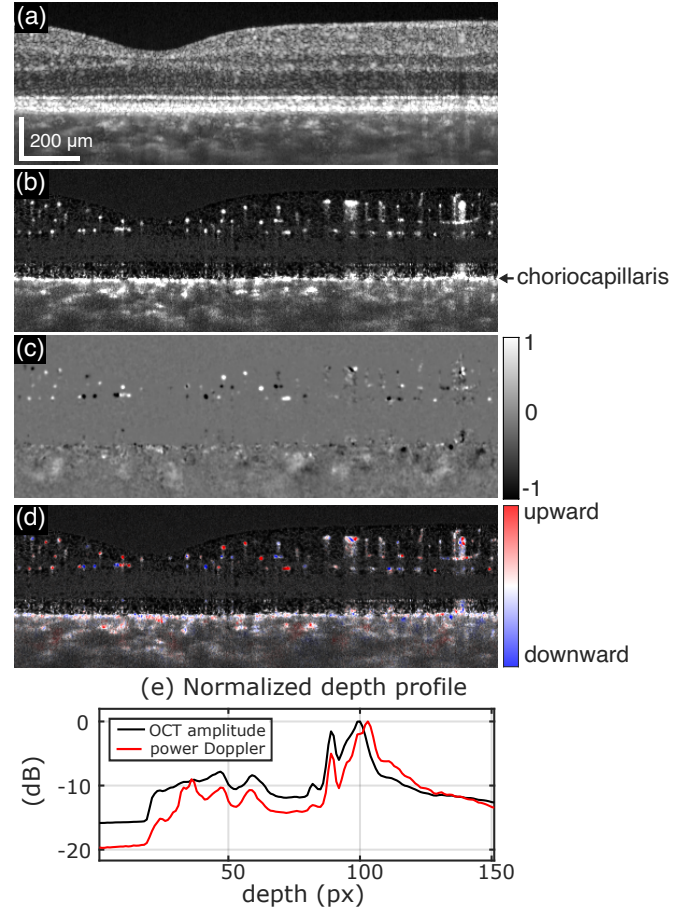 (a)
200 µm
(b)
choriocapillaris
(c)
1
0
-1
(d)
upward
downward
(e) Normalized depth profile
OCT amplitude
power Doppler
0
-10
-20
(dB)
50
100
150
depth (px)